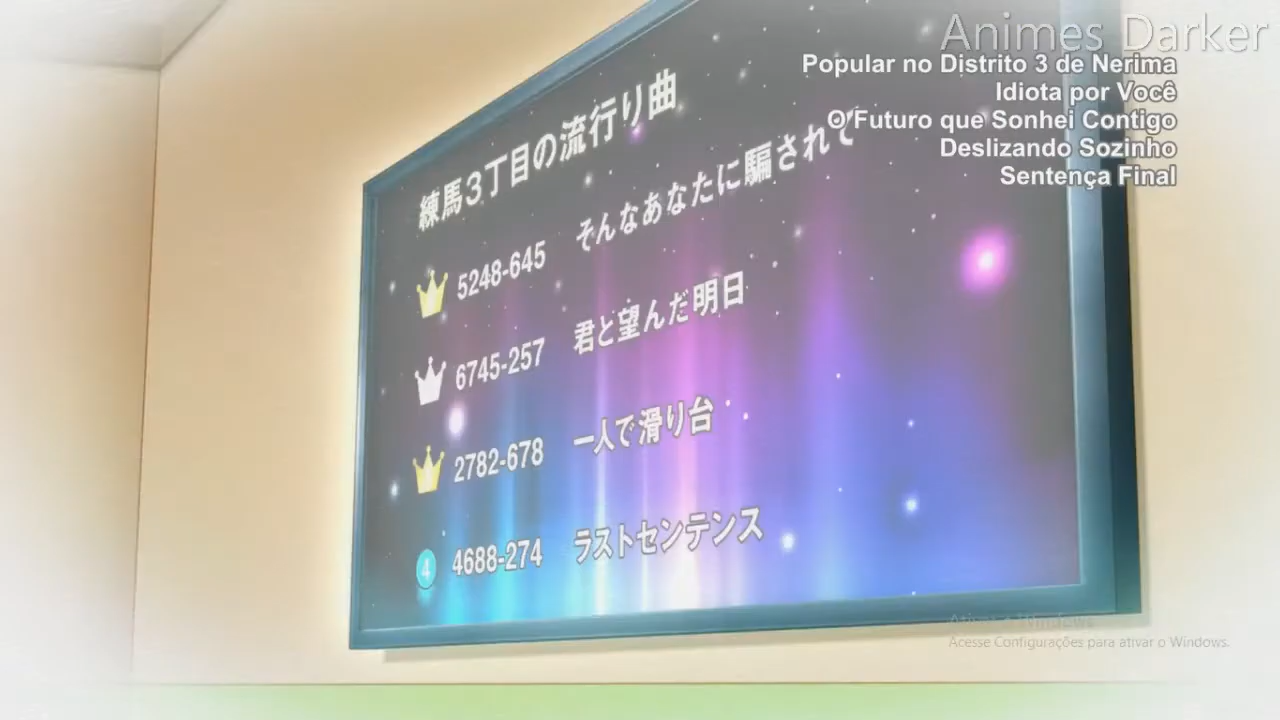 Animes Darker
Popular no Distrito 3 de Nerima
Idiota por Você
O Futuro que Sonhei Contigo
Deslizando Sozinho
Sentença Final
練馬3丁目の流行り曲
5248-645 そんなあなたに騙されて
6745-257 君と望んだ明日
2782-678 一人で滑り台
4 4688-274 ラストセンテンス
Ativar o Windows
Acesse Configurações para ativar o Windows.